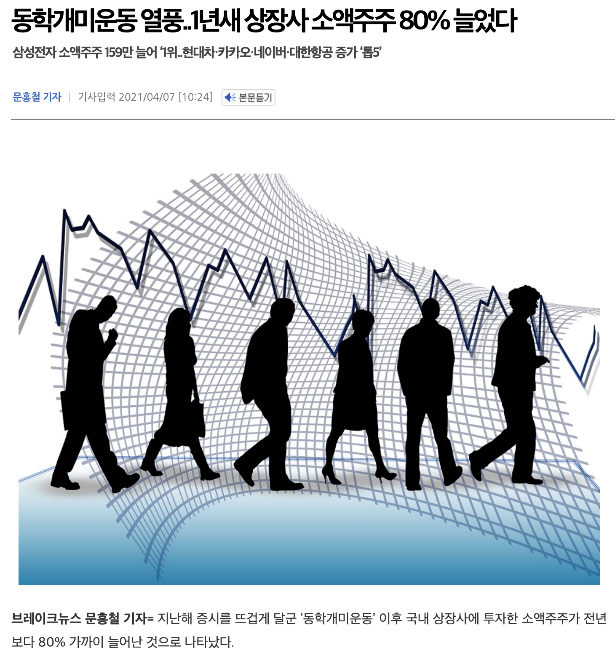 동학개미운동 열풍..1년새 상장사 소액주주 80% 늘었다
삼성전자 소액주주 159만 늘어 ‘1위..현대차·카카오·네이버·대한항공 증가 ‘톱5’
문홍철 기자 | 기사입력 2021/04/07 [10:24] 본문듣기
브레이크뉴스 문홍철 기자= 지난해 증시를 뜨겁게 달군 ‘동학개미운동’ 이후 국내 상장사에 투자한 소액주주가 전년
보다 80% 가까이 늘어난 것으로 나타났다.